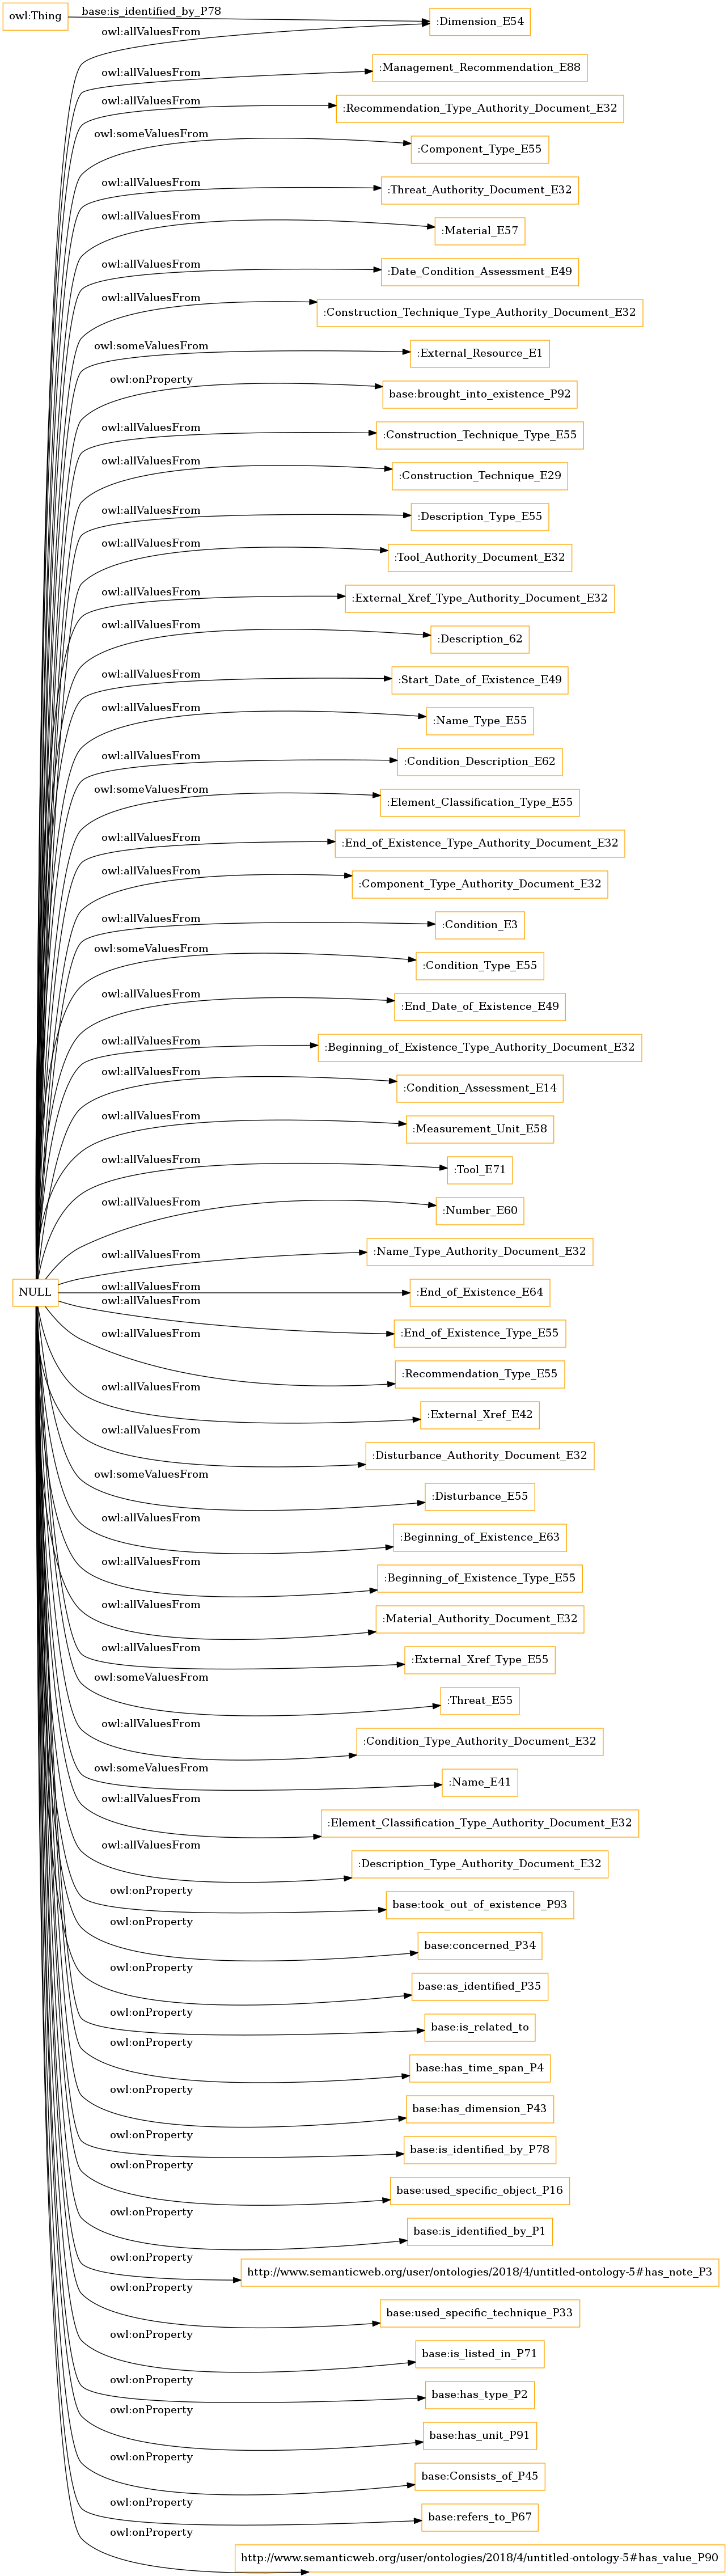 owl:Thing
base:is_identified_by_P78
:Dimension_E54
owl:allValuesFrom
owl:allValuesFrom
:Management_Recommendation_E88
owl:allValuesFrom
:Recommendation_Type_Authority_Document_E32
owl:someValuesFrom
:Component_Type_E55
owl:allValuesFrom
:Threat_Authority_Document_E32
owl:allValuesFrom
:Material_E57
owl:allValuesFrom
:Date_Condition_Assessment_E49
owl:allValuesFrom
:Construction_Technique_Type_Authority_Document_E32
owl:someValuesFrom
:External_Resource_E1
owl:onProperty
base:brought_into_existence_P92
owl:allValuesFrom
:Construction_Technique_Type_E55
owl:allValuesFrom
:Construction_Technique_E29
owl:allValuesFrom
:Description_Type_E55
owl:allValuesFrom
:Tool_Authority_Document_E32
owl:allValuesFrom
:External_Xref_Type_Authority_Document_E32
owl:allValuesFrom
:Description_62
owl:allValuesFrom
:Start_Date_of_Existence_E49
owl:allValuesFrom
:Name_Type_E55
owl:allValuesFrom
:Condition_Description_E62
owl:someValuesFrom
:Element_Classification_Type_E55
owl:allValuesFrom
:End_of_Existence_Type_Authority_Document_E32
owl:allValuesFrom
:Component_Type_Authority_Document_E32
owl:allValuesFrom
:Condition_E3
owl:someValuesFrom
:Condition_Type_E55
owl:allValuesFrom
:End_Date_of_Existence_E49
owl:allValuesFrom
:Beginning_of_Existence_Type_Authority_Document_E32
owl:allValuesFrom
:Condition_Assessment_E14
owl:allValuesFrom
:Measurement_Unit_E58
owl:allValuesFrom
:Tool_E71
owl:allValuesFrom
:Number_E60
owl:allValuesFrom
:Name_Type_Authority_Document_E32
NULL
owl:allValuesFrom
:End_of_Existence_E64
owl:allValuesFrom
:End_of_Existence_Type_E55
owl:allValuesFrom
:Recommendation_Type_E55
owl:allValuesFrom
:External_Xref_E42
owl:allValuesFrom
:Disturbance_Authority_Document_E32
owl:someValuesFrom
:Disturbance_E55
owl:allValuesFrom
:Beginning_of_Existence_E63
owl:allValuesFrom
:Beginning_of_Existence_Type_E55
owl:allValuesFrom
:Material_Authority_Document_E32
owl:allValuesFrom
:External_Xref_Type_E55
owl:someValuesFrom
:Threat_E55
owl:allValuesFrom
:Condition_Type_Authority_Document_E32
owl:someValuesFrom
:Name_E41
owl:allValuesFrom
:Element_Classification_Type_Authority_Document_E32
owl:allValuesFrom
:Description_Type_Authority_Document_E32
owl:onProperty
base:took_out_of_existence_P93
owl:onProperty
base:concerned_P34
owl:onProperty
base:as_identified_P35
owl:onProperty
base:is_related_to
owl:onProperty
base:has_time_span_P4
owl:onProperty
base:has_dimension_P43
owl:onProperty
base:is_identified_by_P78
owl:onProperty
base:used_specific_object_P16
owl:onProperty
base:is_identified_by_P1
owl:onProperty
http://www.semanticweb.org/user/ontologies/2018/4/untitled-ontology-5#has_note_P3
owl:onProperty
base:used_specific_technique_P33
owl:onProperty
base:is_listed_in_P71
owl:onProperty
base:has_type_P2
owl:onProperty
base:has_unit_P91
owl:onProperty
base:Consists_of_P45
owl:onProperty
base:refers_to_P67
owl:onProperty
http://www.semanticweb.org/user/ontologies/2018/4/untitled-ontology-5#has_value_P90